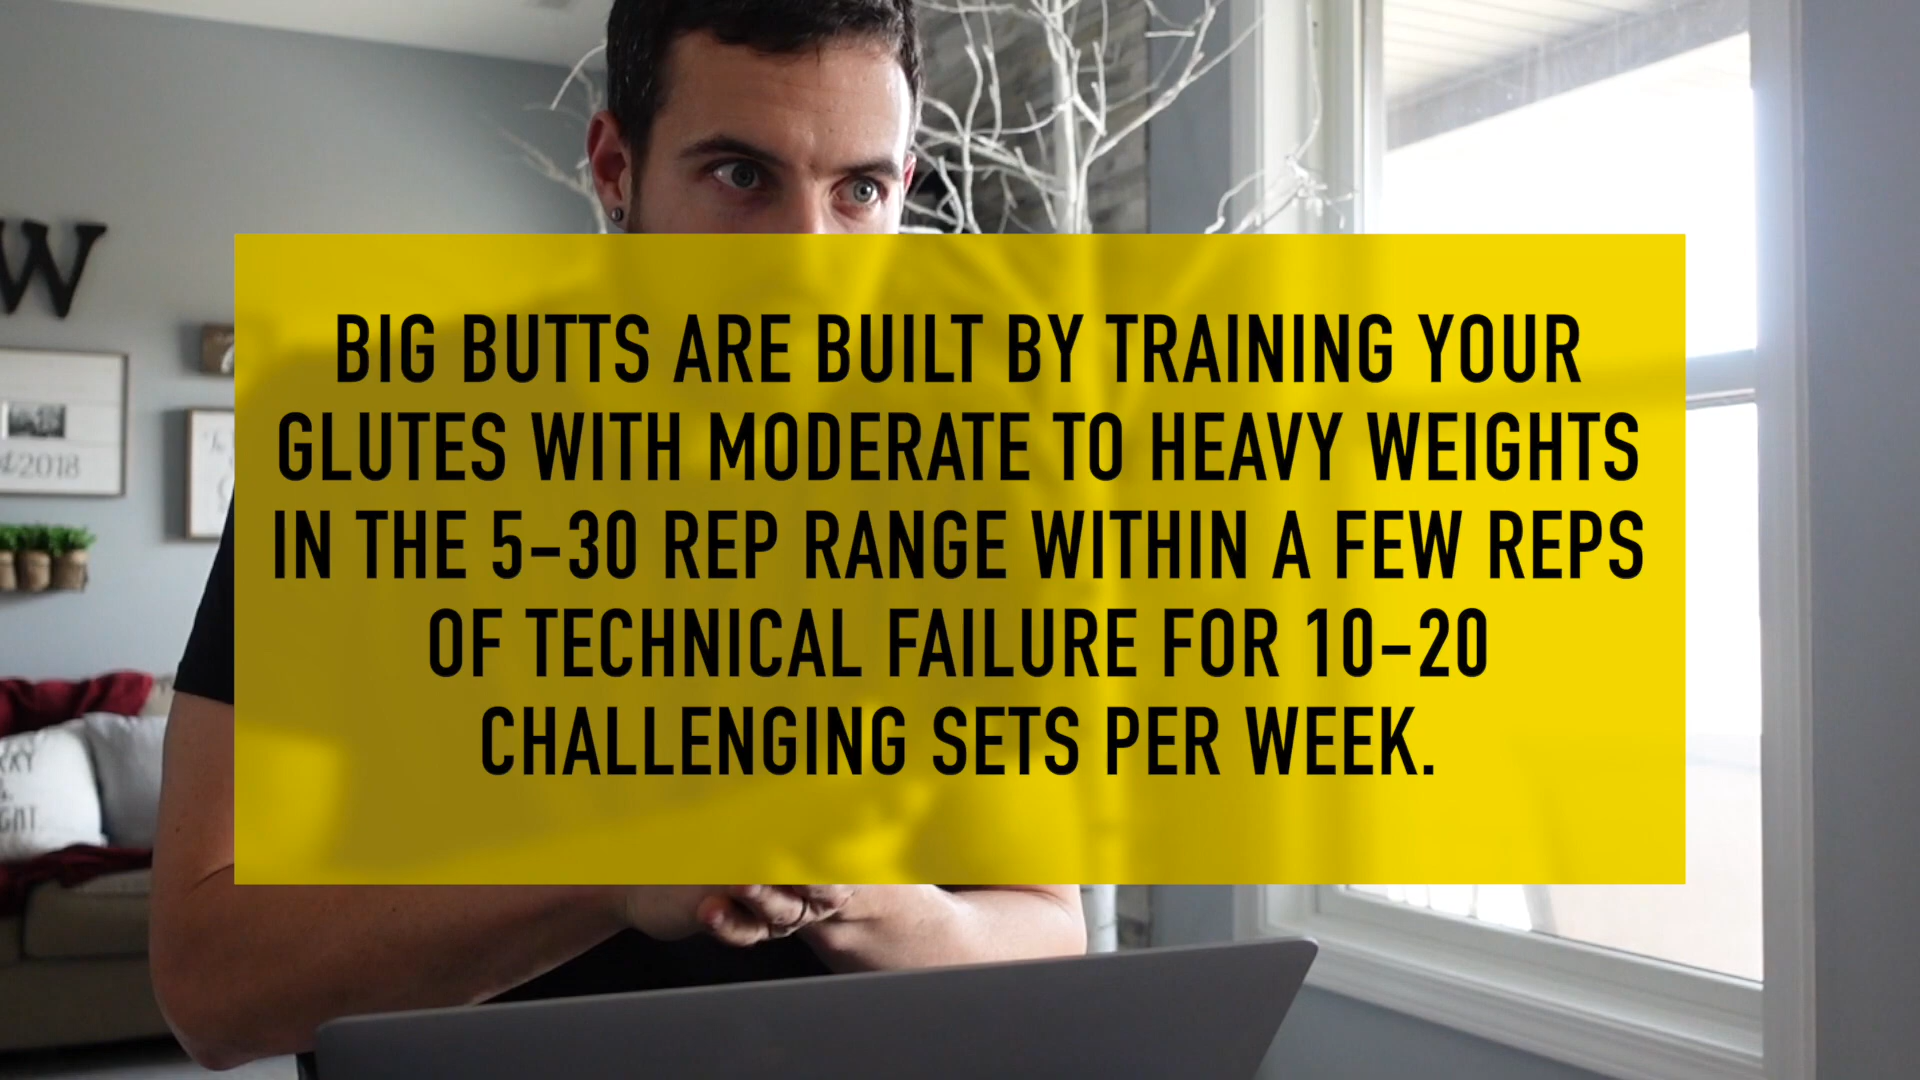 BIG BUTTS ARE BUILT BY TRAINING YOUR
GLUTES WITH MODERATE TO HEAVY WEIGHTS
IN THE 5-30 REP RANGE WITHIN A FEW REPS
OF TECHNICAL FAILURE FOR 10-20
CHALLENGING SETS PER WEEK.
W
2018